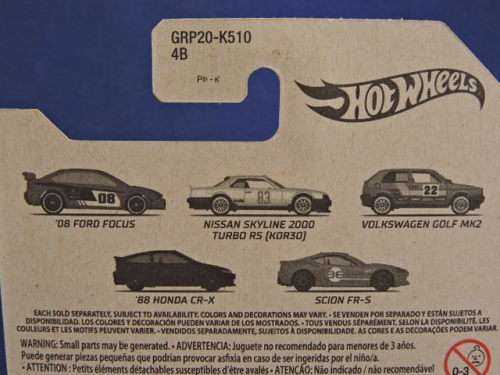 GRP20-K510
4B
HOT WHEELS
08
83
22
'08 FORD FOCUS
NISSAN SKYLINE 2000
TURBO RS (KDR30)
VOLKSWAGEN GOLF MK2
'88 HONDA CR-X
SCION FR-S
EACH SOLD SEPARATELY, SUBJECT TO AVAILABILITY. COLORS AND DECORATIONS MAY VARY. • SE VENDEN POR SEPARADO Y ESTÁN SUJETOS A
DISPONIBILIDAD. LOS COLORES Y DECORACIÓN PUEDEN VARIAR DE LOS MOSTRADOS. • TOUS VENDUS SÉPARÉMENT, SELON LA DISPONIBILITÉ. LES
COULEURS ET LES MOTIFS PEUVENT VARIER. • VENDIDOS SEPARADAMENTE, SUJEITOS À DISPONIBILIDADE. AS CORES E AS DECORAÇÕES PODEM VARIAR.
WARNING: Small parts may be generated. • ADVERTENCIA: Juguete no recomendado para menores de 3 años.
Puede generar piezas pequeñas que podrían provocar asfixia en caso de ser ingeridas por el niño/a.
• ATTENTION : Petits éléments détachables susceptibles d'être avalés • ATENÇÃO: Não indicado / não recomendável
0-3